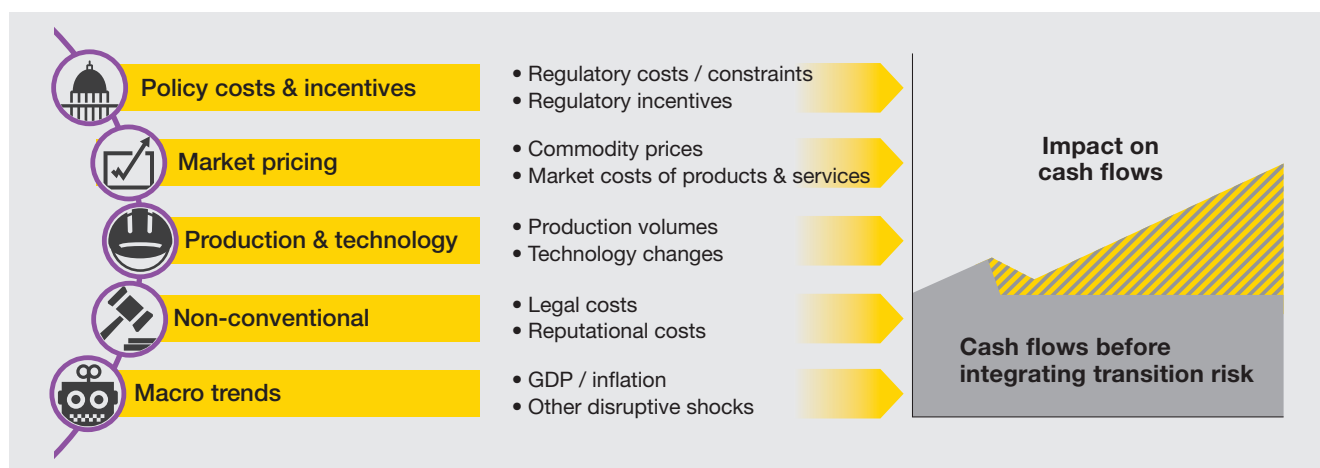 Policy costs & incentives
• Regulatory costs / constraints
• Regulatory incentives
Market pricing
• Commodity prices
• Market costs of products & services
Production & technology
• Production volumes
• Technology changes
Non-conventional
• Legal costs
• Reputational costs
Macro trends
• GDP / inflation
• Other disruptive shocks
Impact on
cash flows
Cash flows before
integrating transition risk